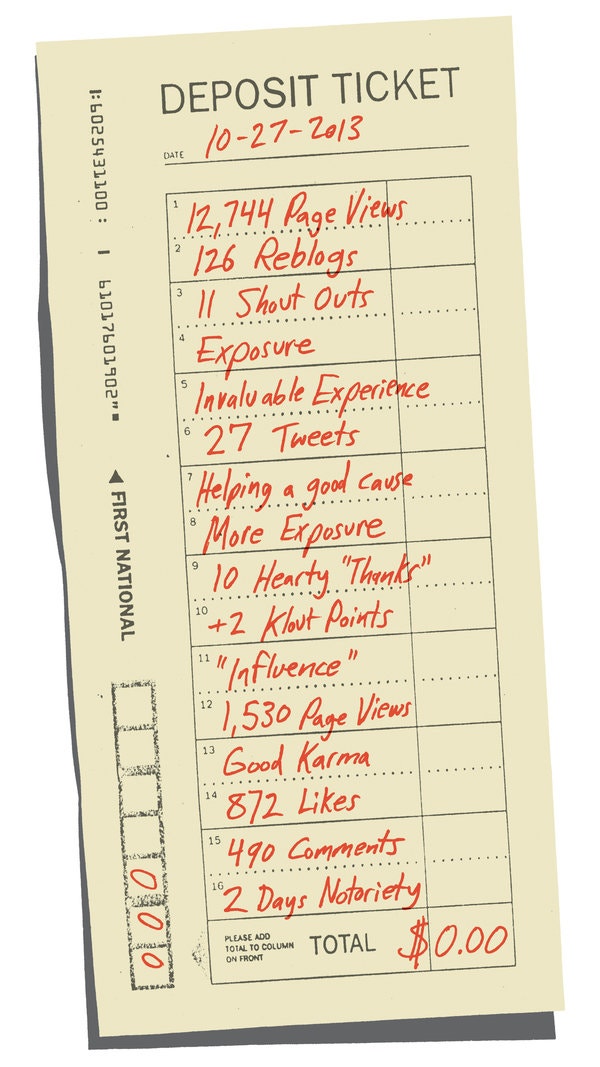 DEPOSIT TICKET
DATE 10-27-2013
1 12,744 Page Views
2 126 Reblogs
3 11 Shout Outs
4 Exposure
5 Invaluable Experience
6 27 Tweets
7 Helping a good cause
8 More Exposure
9 10 Hearty "Thanks"
10 +2 Klout Points
11 "Influence"
12 1,530 Page Views
13 Good Karma
14 872 Likes
15 490 Comments
16 2 Days Notoriety
PLEASE ADD
TOTAL TO COLUMN
ON FRONT
TOTAL $0.00
FIRST NATIONAL
0 0 0